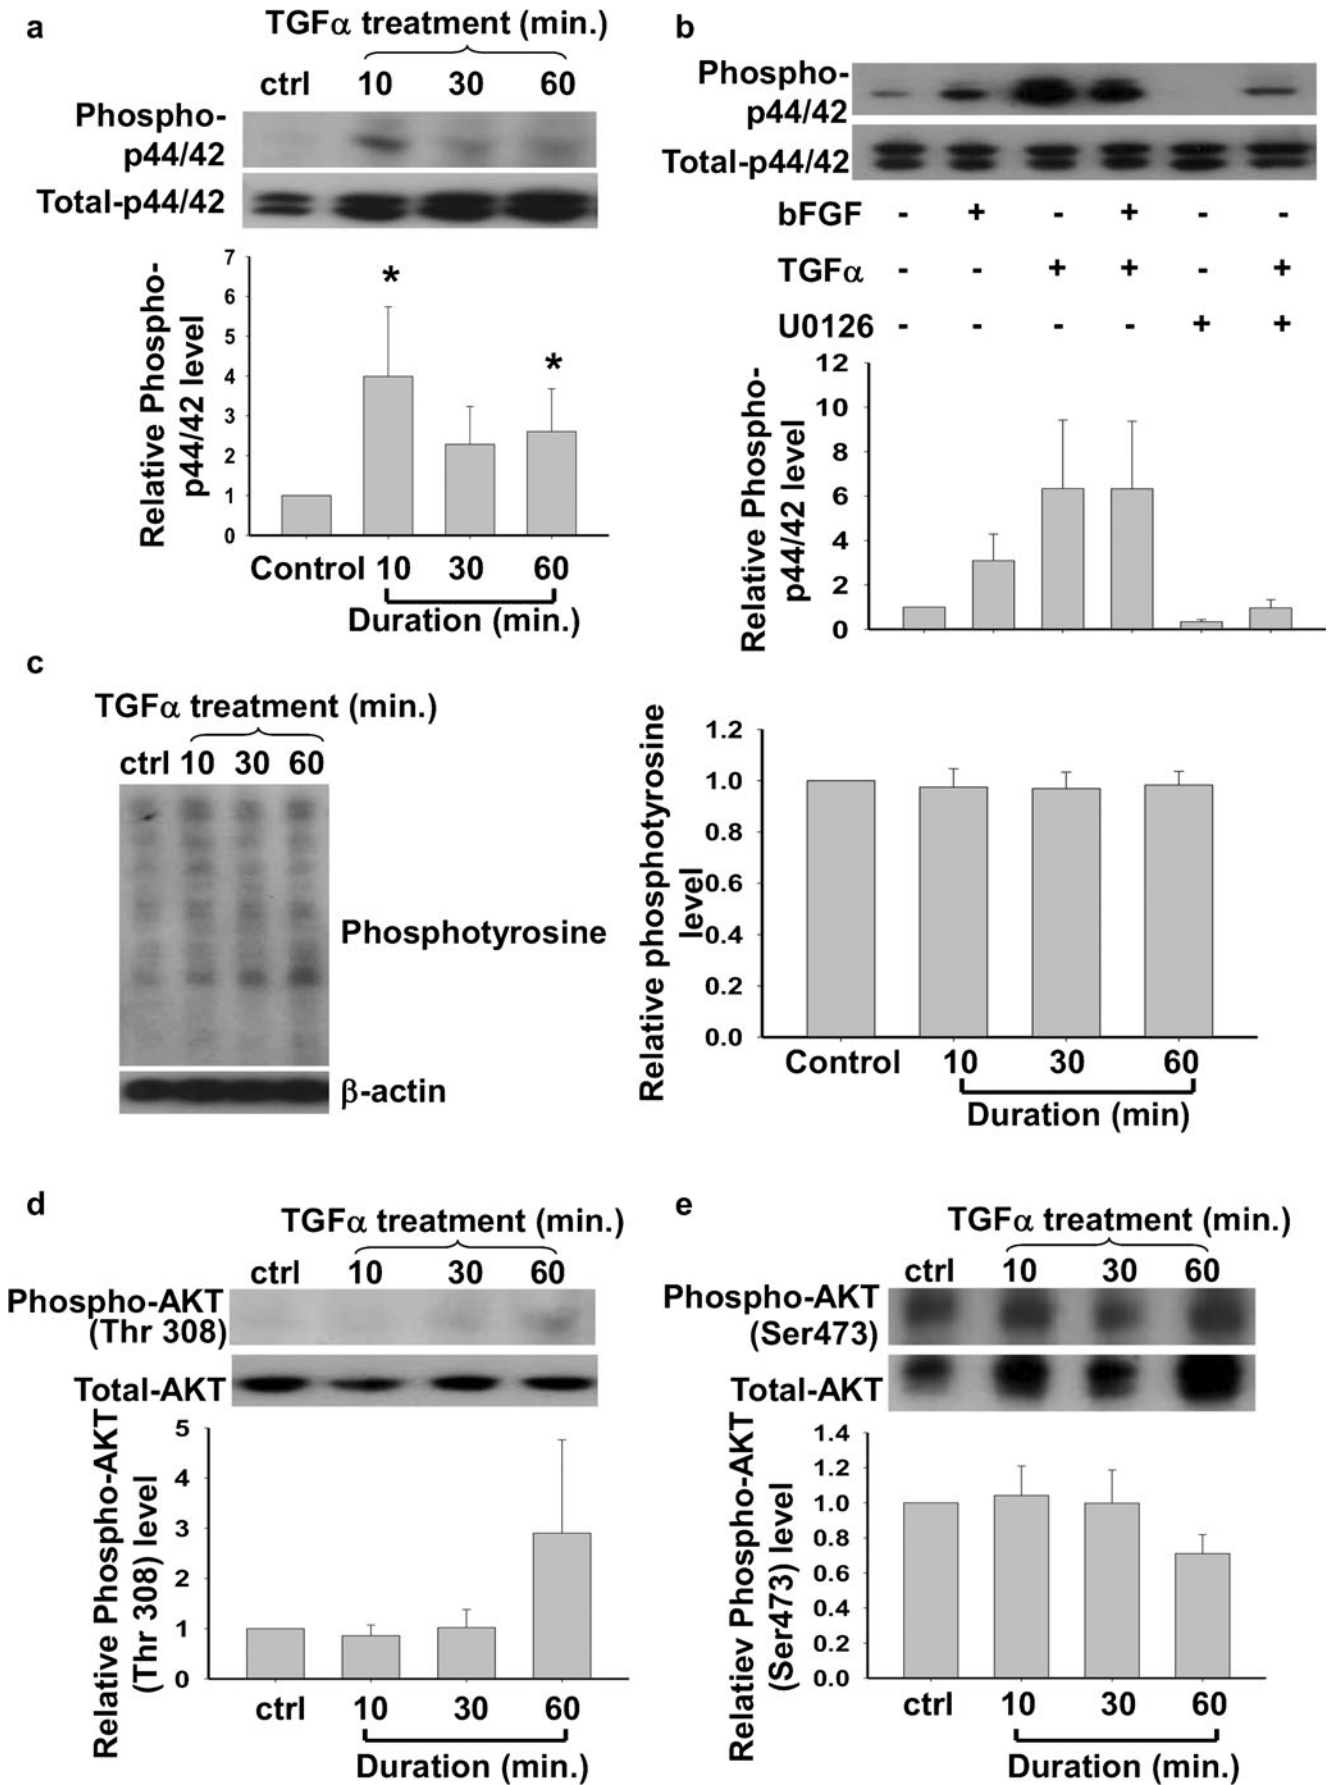 a
TGFα treatment (min.)
ctrl 10 30 60
Phospho-
p44/42
Total-p44/42
7
6
5
4
3
2
1
0
Relative Phospho-
p44/42 level
*
*
Control 10 30 60
Duration (min.)
b
Phospho-
p44/42
Total-p44/42
bFGF - + - + - -
TGFα - - + + - +
U0126 - - - - + +
12
10
8
6
4
2
0
Relative Phospho-
p44/42 level
c
TGFα treatment (min.)
ctrl 10 30 60
Phosphotyrosine
β-actin
Relative phosphotyrosine
level
1.2
1.0
0.8
0.6
0.4
0.2
0.0
Control 10 30 60
Duration (min)
d
TGFα treatment (min.)
ctrl 10 30 60
Phospho-AKT
(Thr 308)
Total-AKT
Relative Phospho-AKT
(Thr 308) level
5
4
3
2
1
0
ctrl 10 30 60
Duration (min.)
e
TGFα treatment (min.)
ctrl 10 30 60
Phospho-AKT
(Ser473)
Total-AKT
Relatiev Phospho-AKT
(Ser473) level
1.4
1.2
1.0
0.8
0.6
0.4
0.2
0.0
ctrl 10 30 60
Duration (min.)